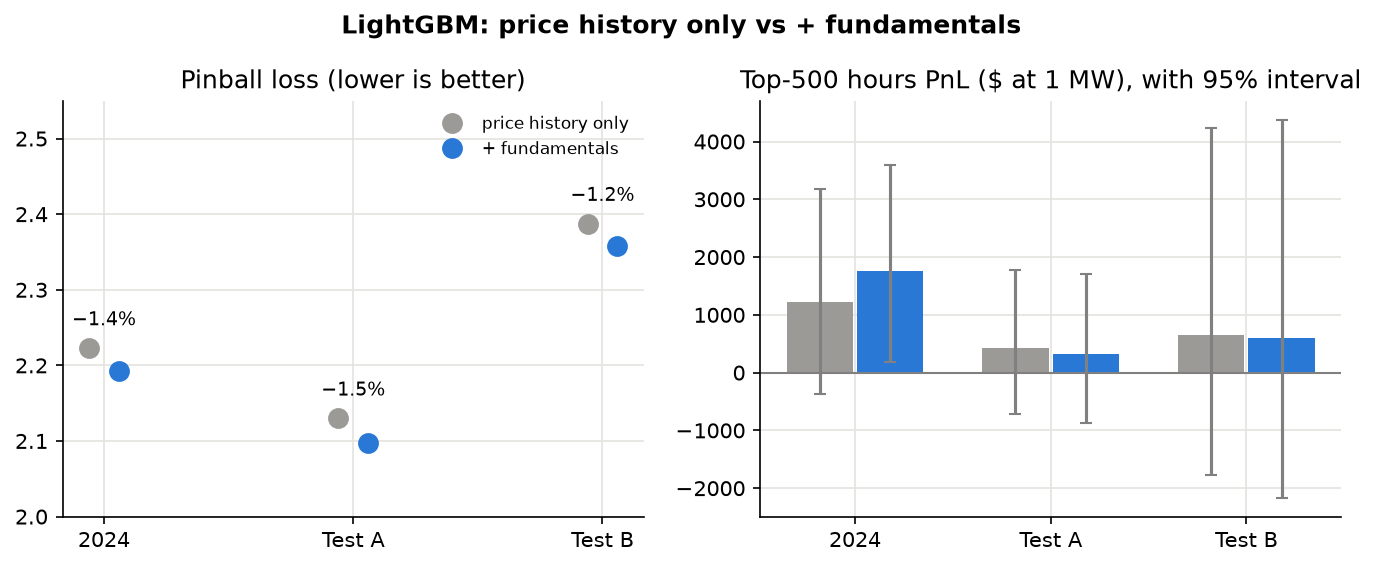 LightGBM: price history only vs + fundamentals
Pinball loss (lower is better)
price history only
+ fundamentals
−1.4%
−1.5%
−1.2%
2.5
2.4
2.3
2.2
2.1
2.0
2024
Test A
Test B
Top-500 hours PnL ($ at 1 MW), with 95% interval
4000
3000
2000
1000
0
−1000
−2000
2024
Test A
Test B